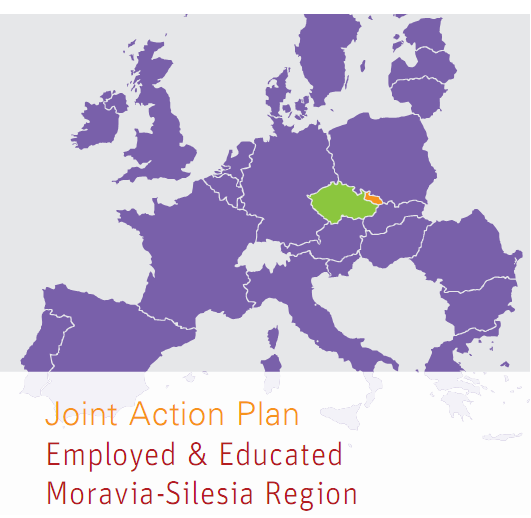 Joint Action Plan
Employed & Educated
Moravia-Silesia Region